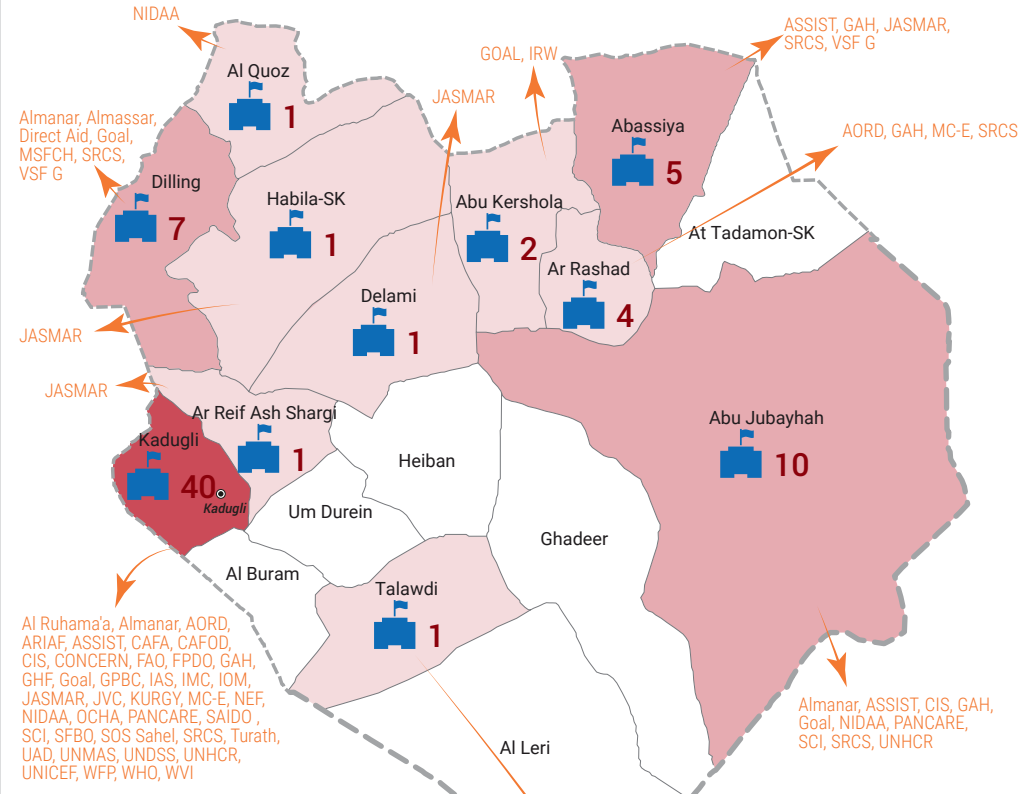 NIDAA
ASSIST, GAH, JASMAR,
SRCS, VSF G
GOAL, IRW
Al Quoz
1
JASMAR
Almanar, Almassar,
Direct Aid, Goal,
MSFCH, SRCS,
VSF G
Abassiya
5
AORD, GAH, MC-E, SRCS
Dilling
7
Habila-SK
1
Abu Kershola
2
At Tadamon-SK
Ar Rashad
4
Delami
1
JASMAR
JASMAR
Ar Reif Ash Shargi
1
Kadugli
40
Kadugli
Heiban
Abu Jubayhah
10
Um Durein
Ghadeer
Al Buram
Talawdi
1
Al Ruhama'a, Almanar, AORD,
ARIAF, ASSIST, CAFA, CAFOD,
CIS, CONCERN, FAO, FPDO, GAH,
GHF, Goal, GPBC, IAS, IMC, IOM,
JASMAR, JVC, KURGY, MC-E, NEF,
NIDAA, OCHA, PANCARE, SAIDO ,
SCI, SFBO, SOS Sahel, SRCS, Turath,
UAD, UNMAS, UNDSS, UNHCR,
UNICEF, WFP, WHO, WVI
Almanar, ASSIST, CIS, GAH,
Goal, NIDAA, PANCARE,
SCI, SRCS, UNHCR
Al Leri